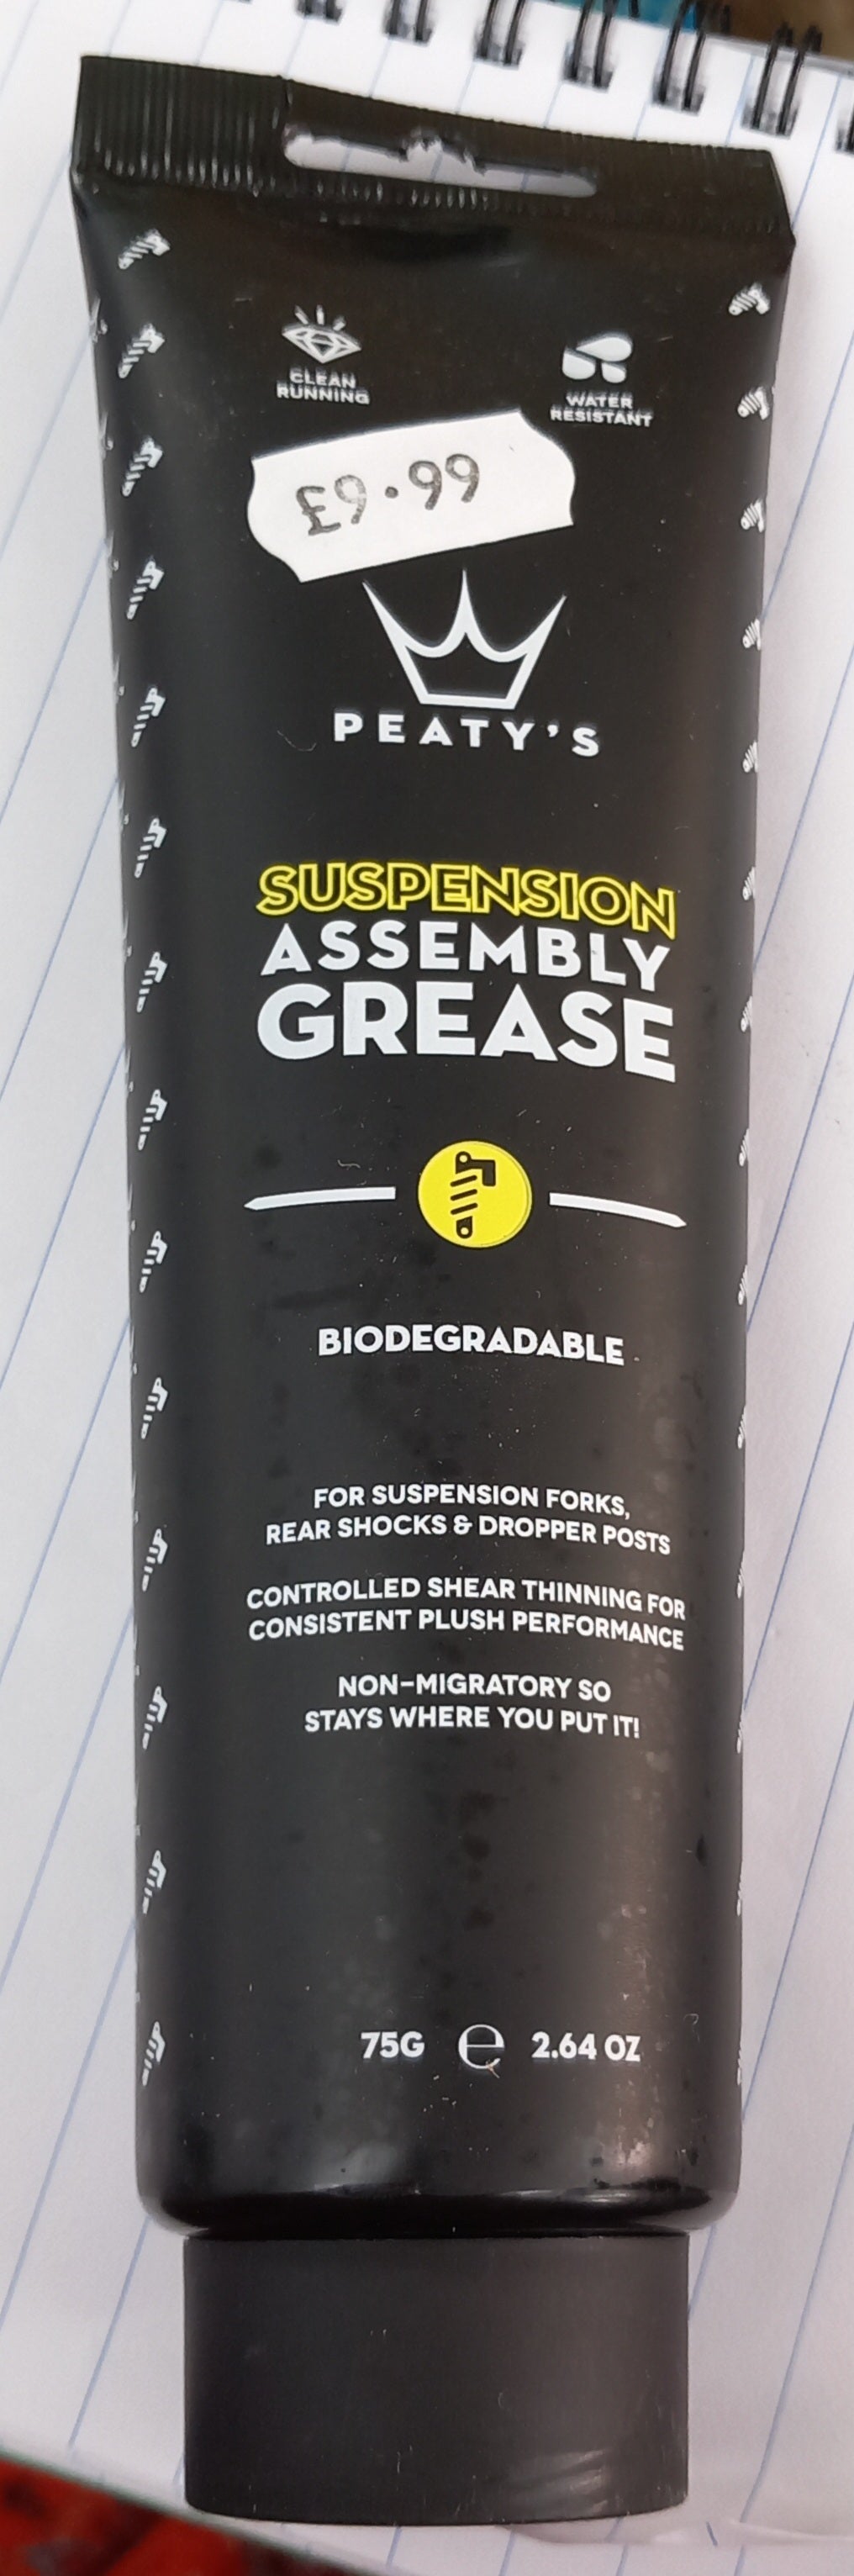 CLEAN
RUNNING
WATER
RESISTANT
£9.99
PEATY'S
SUSPENSION
ASSEMBLY
GREASE
BIODEGRADABLE
FOR SUSPENSION FORKS,
REAR SHOCKS & DROPPER POSTS
CONTROLLED SHEAR THINNING FOR
CONSISTENT PLUSH PERFORMANCE
NON-MIGRATORY SO
STAYS WHERE YOU PUT IT!
75G ℮ 2.64 OZ